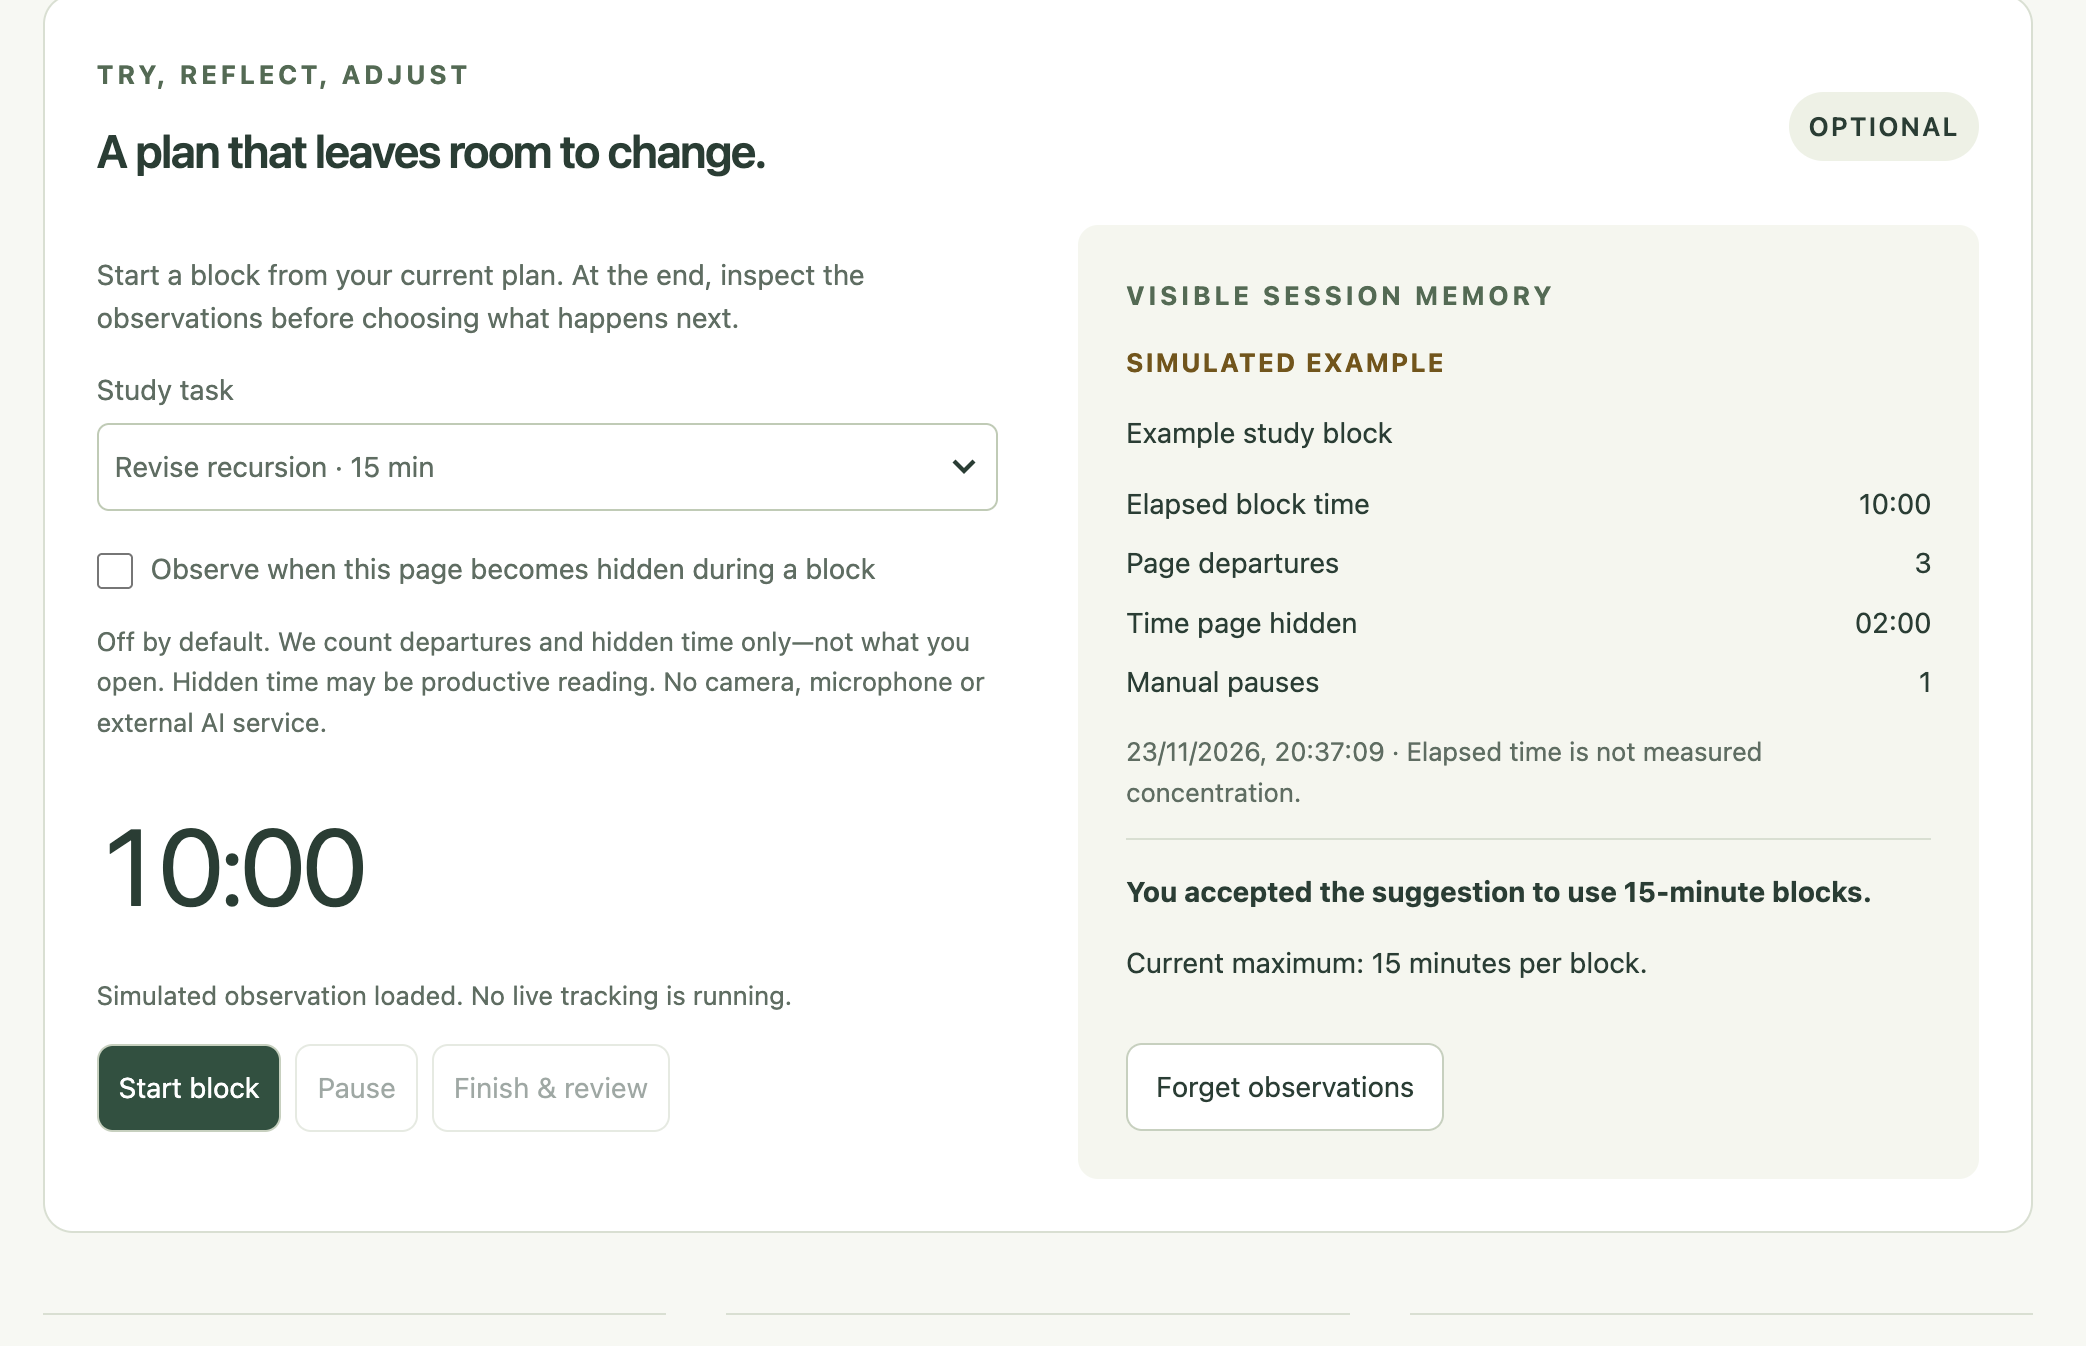 TRY, REFLECT, ADJUST
A plan that leaves room to change.
OPTIONAL
Start a block from your current plan. At the end, inspect the
observations before choosing what happens next.
Study task
Revise recursion · 15 min
Observe when this page becomes hidden during a block
Off by default. We count departures and hidden time only—not what you
open. Hidden time may be productive reading. No camera, microphone or
external AI service.
10:00
Simulated observation loaded. No live tracking is running.
Start block
Pause
Finish & review
VISIBLE SESSION MEMORY
SIMULATED EXAMPLE
Example study block
Elapsed block time 10:00
Page departures 3
Time page hidden 02:00
Manual pauses 1
23/11/2026, 20:37:09 · Elapsed time is not measured
concentration.
You accepted the suggestion to use 15-minute blocks.
Current maximum: 15 minutes per block.
Forget observations